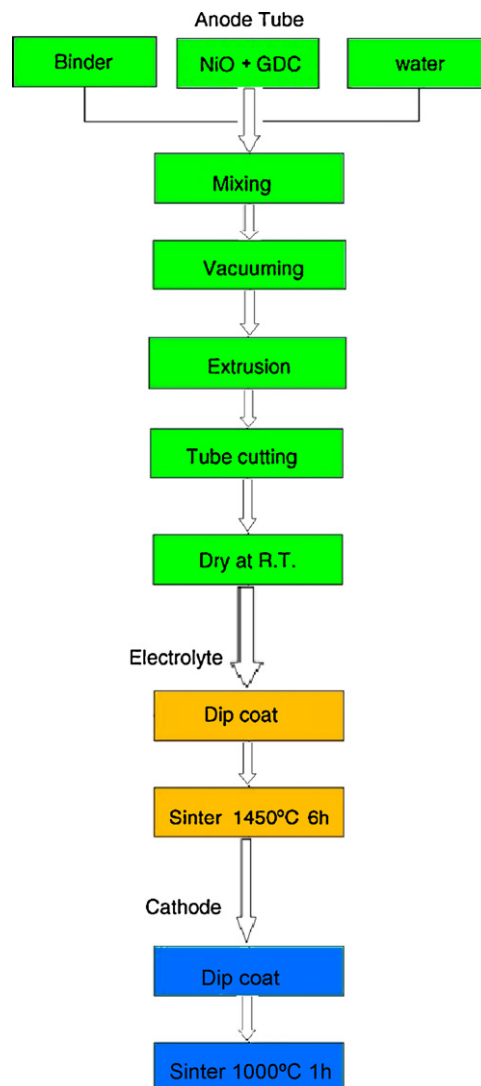 Anode Tube
Binder
NiO + GDC
water
Mixing
Vacuuming
Extrusion
Tube cutting
Dry at R.T.
Electrolyte
Dip coat
Sinter 1450ºC 6h
Cathode
Dip coat
Sinter 1000ºC 1h